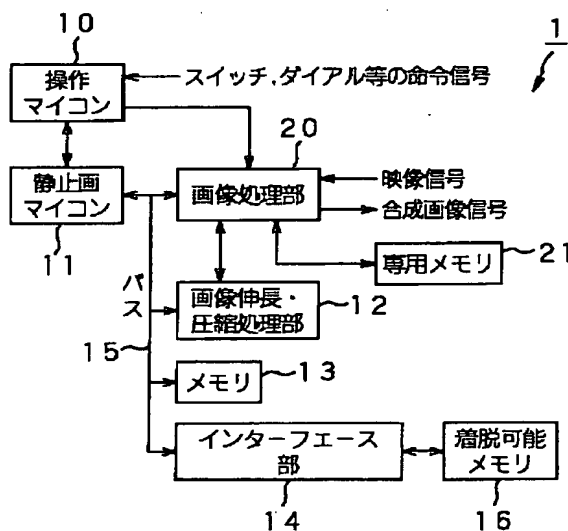 10
1
操作
マイコン
スイッチ,ダイアル等の命令信号
20
静止画
マイコン
11
画像処理部
映像信号
合成画像信号
専用メモリ
21
バス
15
画像伸長・
圧縮処理部
12
メモリ
13
インターフェース
部
14
着脱可能
メモリ
16